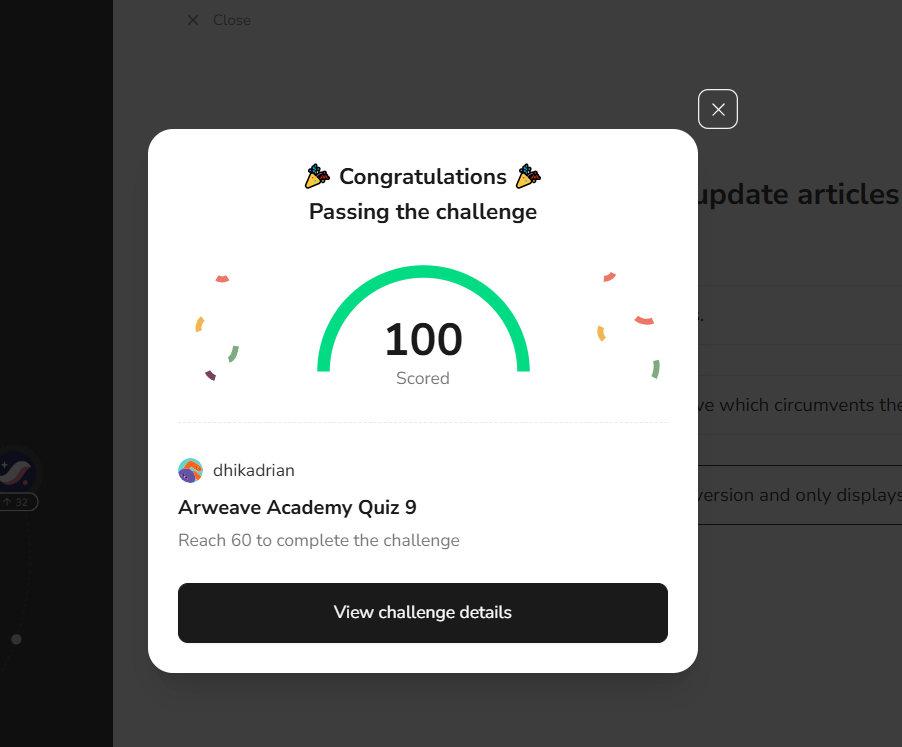 Close
Congratulations
Passing the challenge
update articles
100
Scored
which circumvents the
dhikadrian
32
version and only displays
Arweave Academy Quiz 9
Reach 60 to complete the challenge
View challenge details